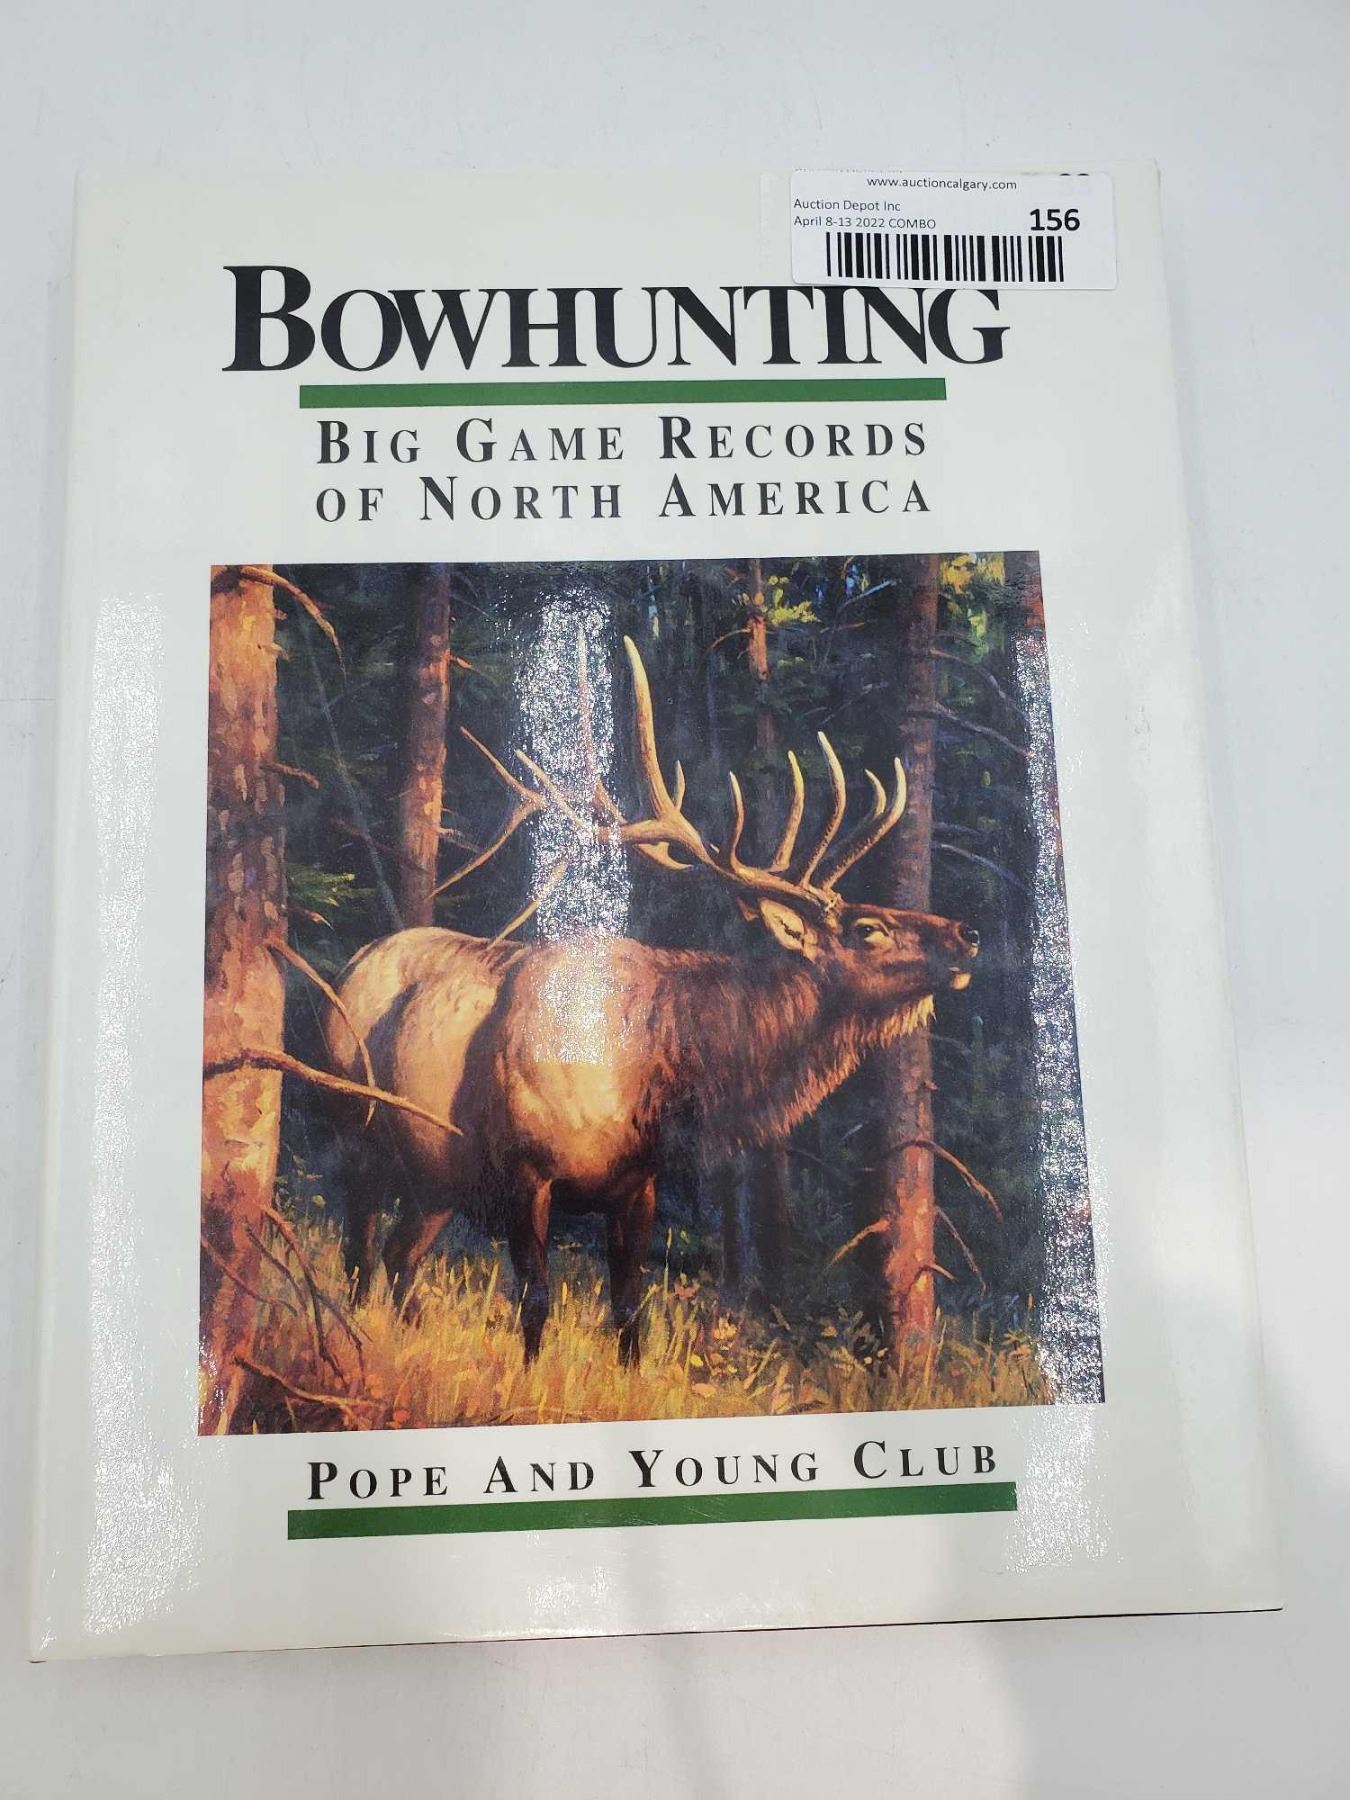 www.auctioncalgary.com
Auction Depot Inc
April 8-13 2022 COMBO
156
BOWHUNTING
BIG GAME RECORDS
OF NORTH AMERICA
POPE AND YOUNG CLUB